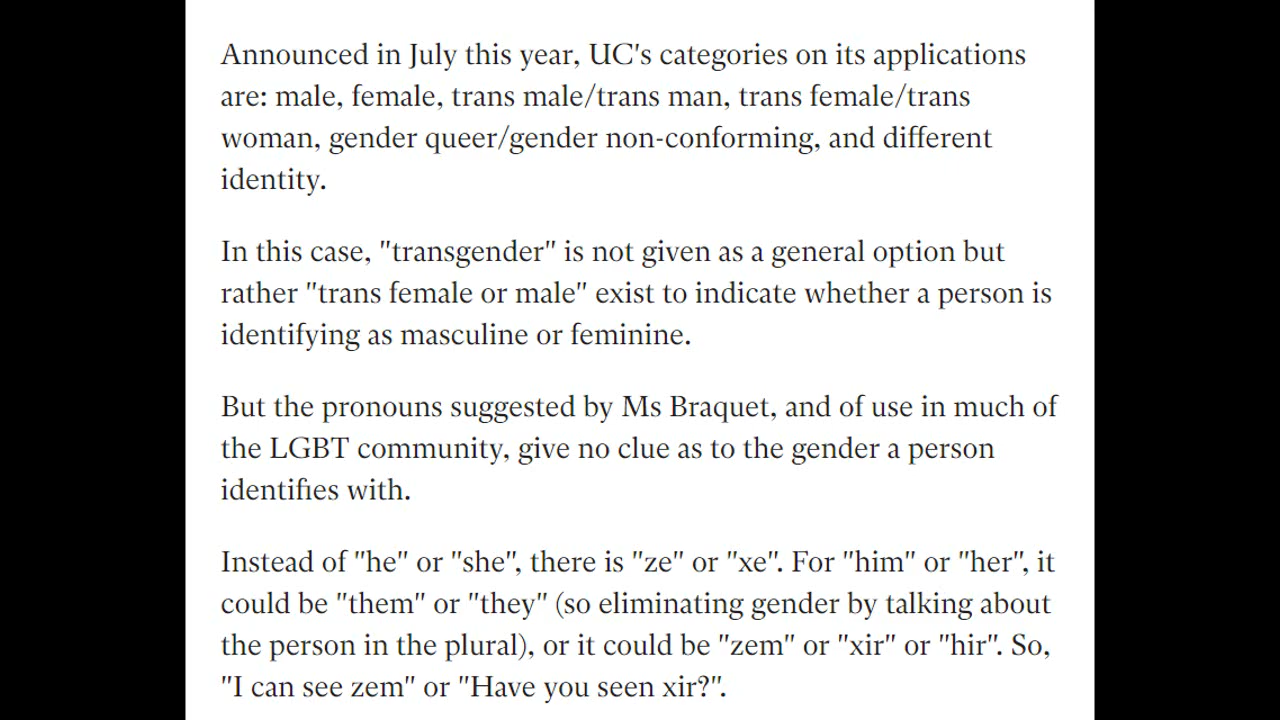 Announced in July this year, UC's categories on its applications
are: male, female, trans male/trans man, trans female/trans
woman, gender queer/gender non-conforming, and different
identity.
In this case, "transgender" is not given as a general option but
rather "trans female or male" exist to indicate whether a person is
identifying as masculine or feminine.
But the pronouns suggested by Ms Braquet, and of use in much of
the LGBT community, give no clue as to the gender a person
identifies with.
Instead of "he" or "she", there is "ze" or "xe". For "him" or "her", it
could be "them" or "they" (so eliminating gender by talking about
the person in the plural), or it could be "zem" or "xir" or "hir". So,
"I can see zem" or "Have you seen xir?".